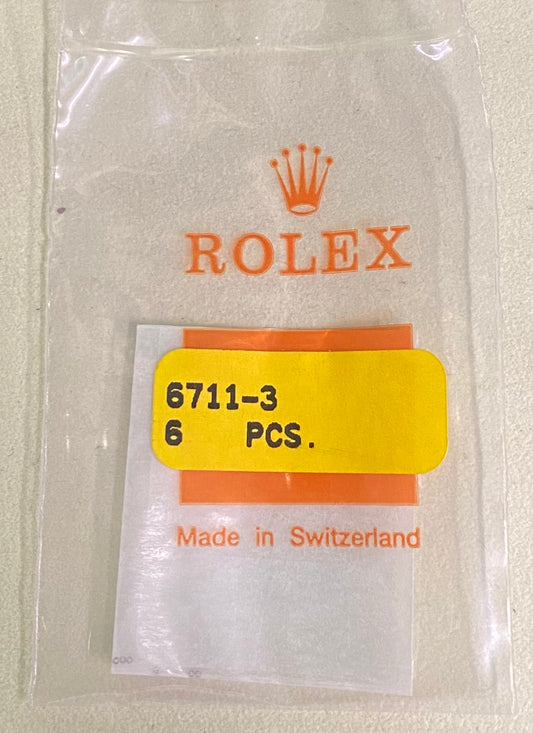 ROLEX
6711-3
6 PCS.
Made in Switzerland